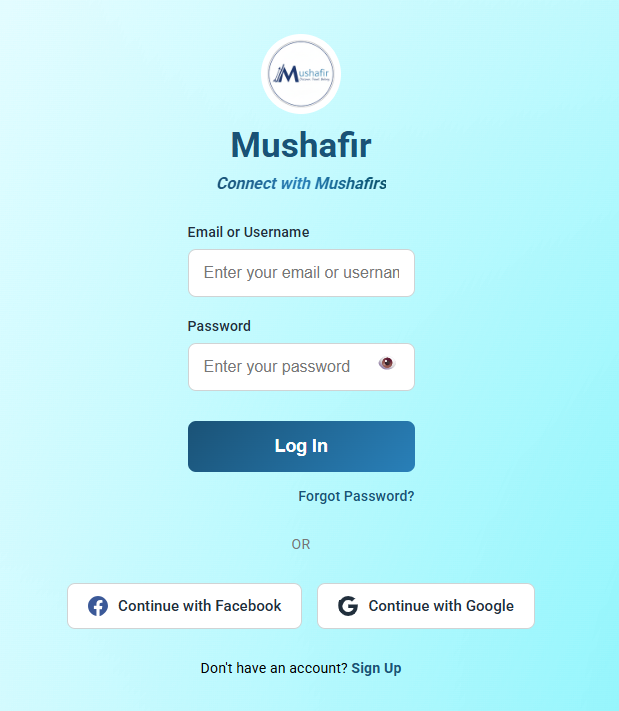 Mushafir
Mushafir
Connect with Mushafirs
Email or Username
Enter your email or usernan
Password
Enter your password
Log In
Forgot Password?
OR
Continue with Facebook
Continue with Google
Don't have an account? Sign Up